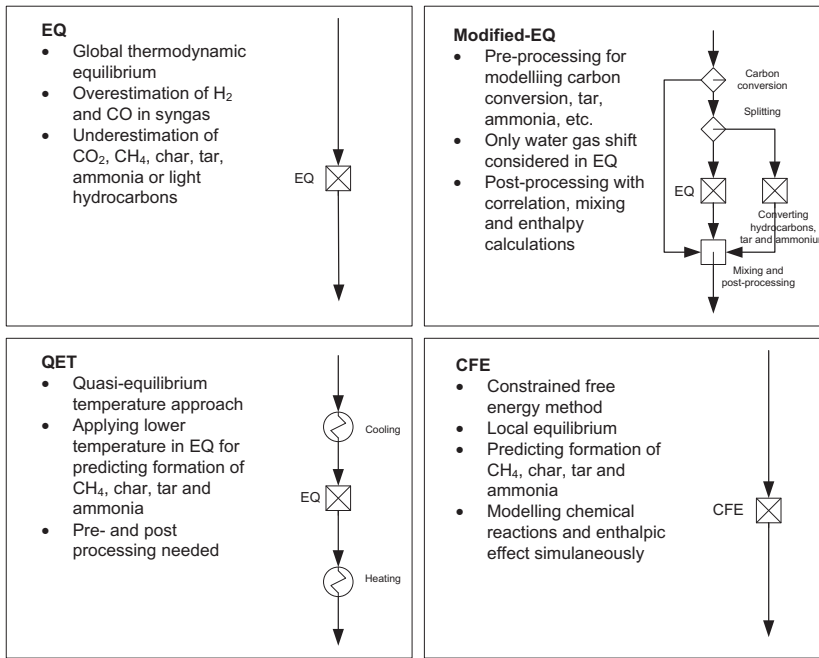 EQ
• Global thermodynamic
equilibrium
• Overestimation of H₂
and CO in syngas
• Underestimation of
CO₂, CH₄, char, tar,
ammonia or light
hydrocarbons
EQ
Modified-EQ
• Pre-processing for
modelliing carbon
conversion, tar,
ammonia, etc.
• Only water gas shift
considered in EQ
• Post-processing with
correlation, mixing
and enthalpy
calculations
Carbon
conversion
Splitting
EQ
Converting
hydrocarbons,
tar and ammonium
Mixing and
post-processing
QET
• Quasi-equilibrium
temperature approach
• Applying lower
temperature in EQ for
predicting formation of
CH₄, char, tar and
ammonia
• Pre- and post
processing needed
Cooling
EQ
Heating
CFE
• Constrained free
energy method
• Local equilibrium
• Predicting formation of
CH₄, char, tar and
ammonia
• Modelling chemical
reactions and enthalpic
effect simultaneously
CFE